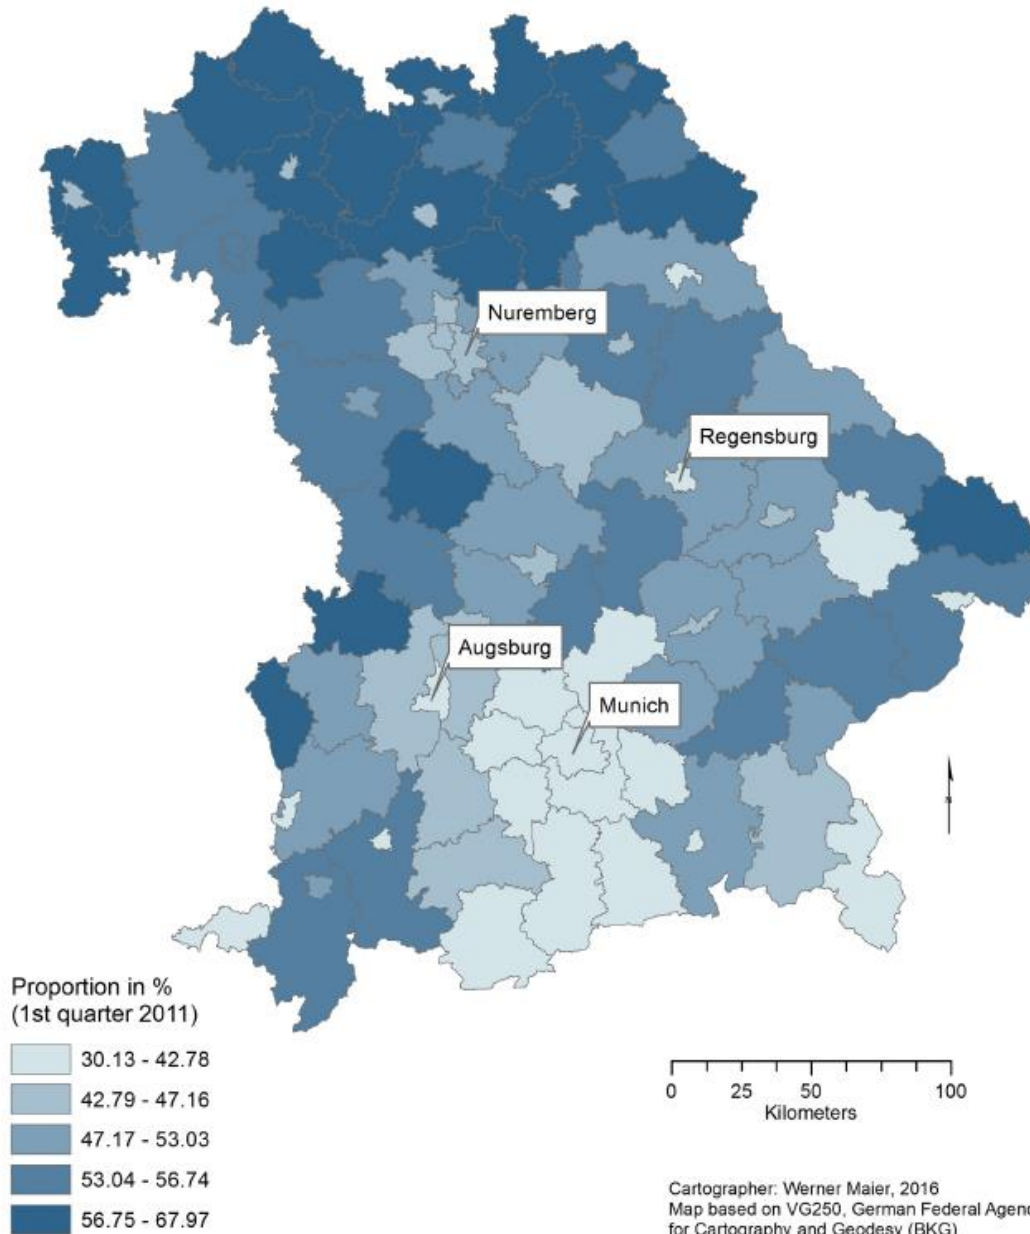 Nuremberg
Regensburg
Augsburg
Munich
N
Proportion in %
(1st quarter 2011)
30.13 - 42.78
42.79 - 47.16
47.17 - 53.03
53.04 - 56.74
56.75 - 67.97
0 25 50 100
Kilometers
Cartographer: Werner Maier, 2016
Map based on VG250, German Federal Agen
for Cartography and Geodesy (BKG)